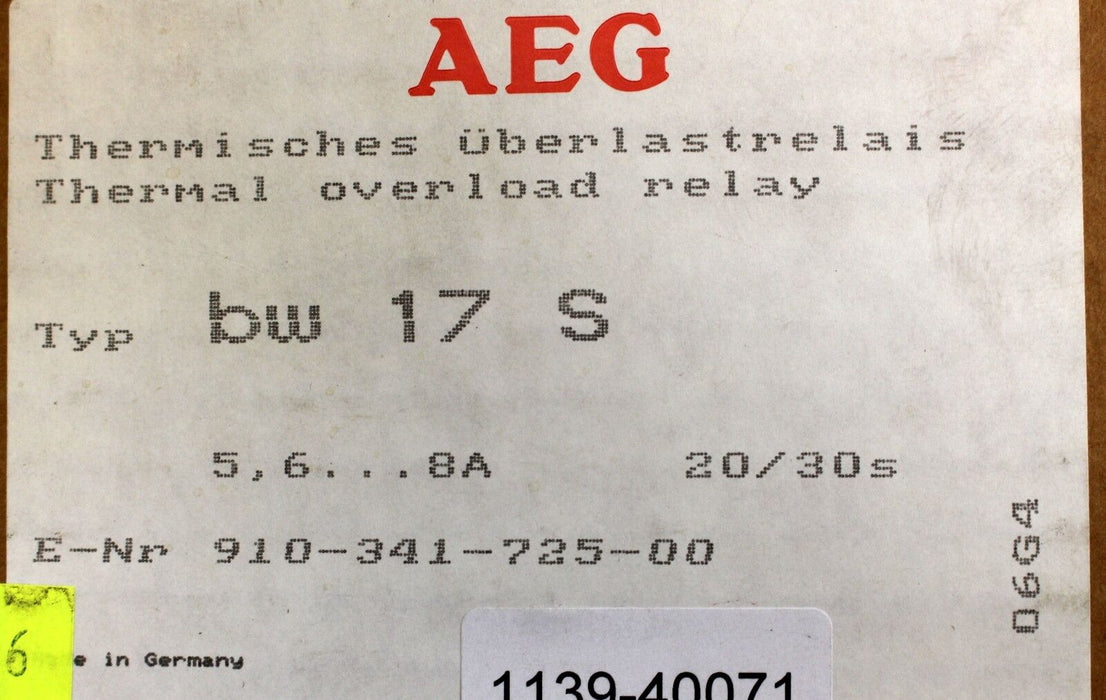 AEG
Thermisches Überlastrelais
Thermal overload relay
Typ bw 17 S
5,6...8A 20/30s
E-Nr 910-341-725-00
06G4
6
in Germany
1139-40071